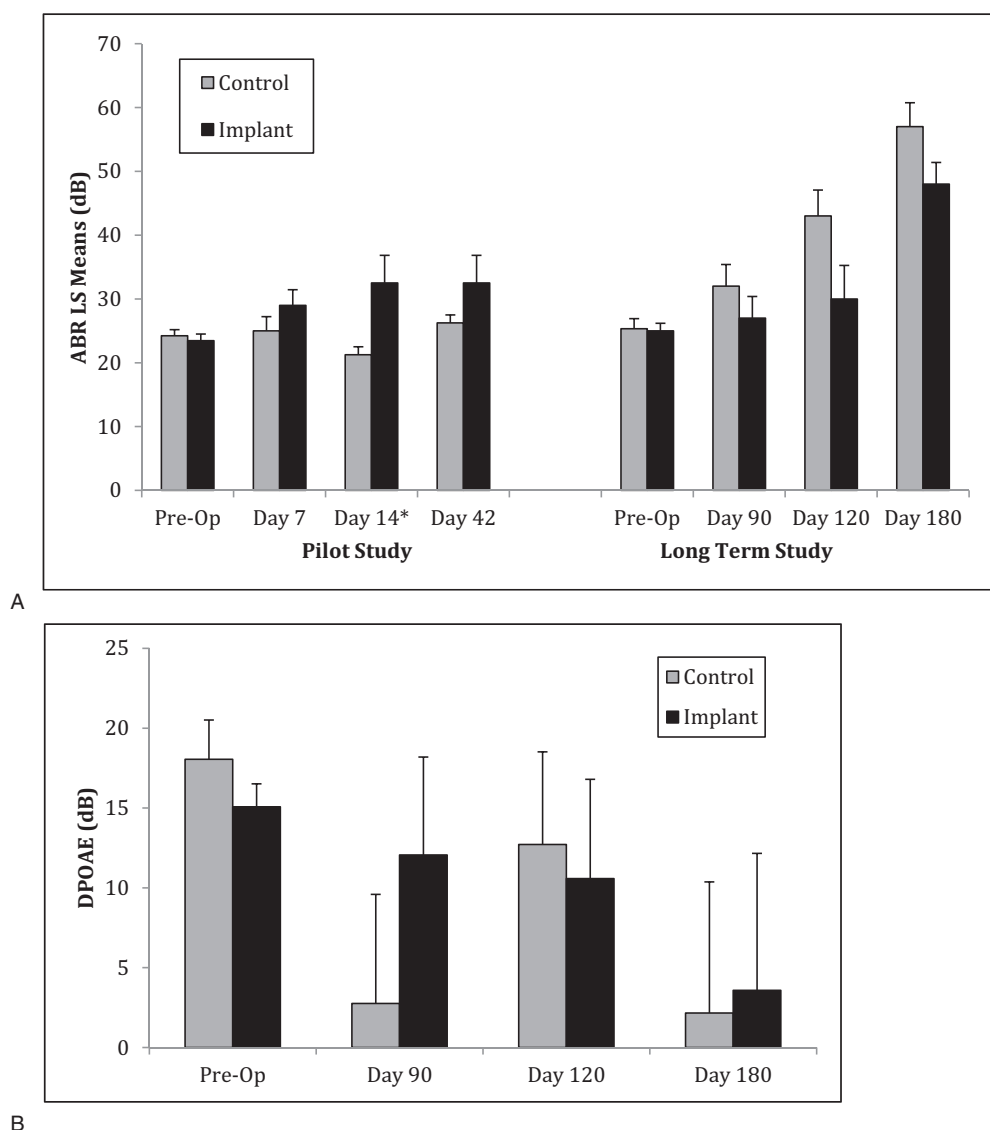 70
60
50
40
30
20
10
0
ABR LS Means (dB)
Control
Implant
Pre-Op Day 7 Day 14* Day 42 Pre-Op Day 90 Day 120 Day 180
Pilot Study Long Term Study
A
25
20
15
10
5
0
DPOAE (dB)
Control
Implant
Pre-Op Day 90 Day 120 Day 180
B